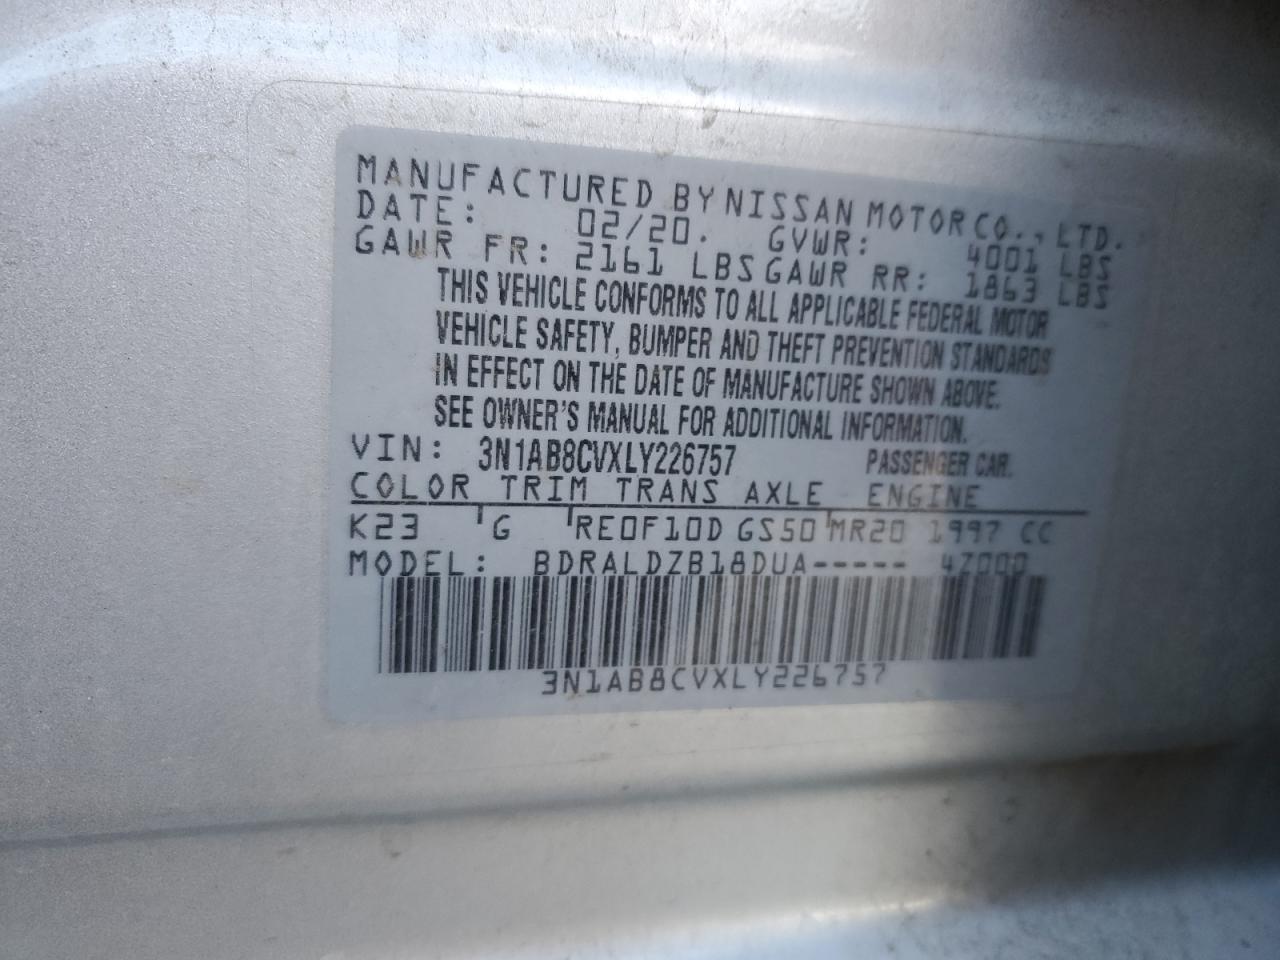 MANUFACTURED BY NISSAN MOTOR CO., LTD.
DATE: 02/20. GVWR: 4001 LBS
GAWR FR: 2161 LBS GAWR RR: 1863 LBS
THIS VEHICLE CONFORMS TO ALL APPLICABLE FEDERAL MOTOR
VEHICLE SAFETY, BUMPER AND THEFT PREVENTION STANDARDS
IN EFFECT ON THE DATE OF MANUFACTURE SHOWN ABOVE.
SEE OWNER'S MANUAL FOR ADDITIONAL INFORMATION.
VIN: 3N1AB8CVXLY226757 PASSENGER CAR.
COLOR TRIM TRANS AXLE ENGINE
K23 G RE0F10D GS50 MR20 1997 CC
MODEL: BDRALDZB18DUA----- 4Z000
3N1AB8CVXLY226757